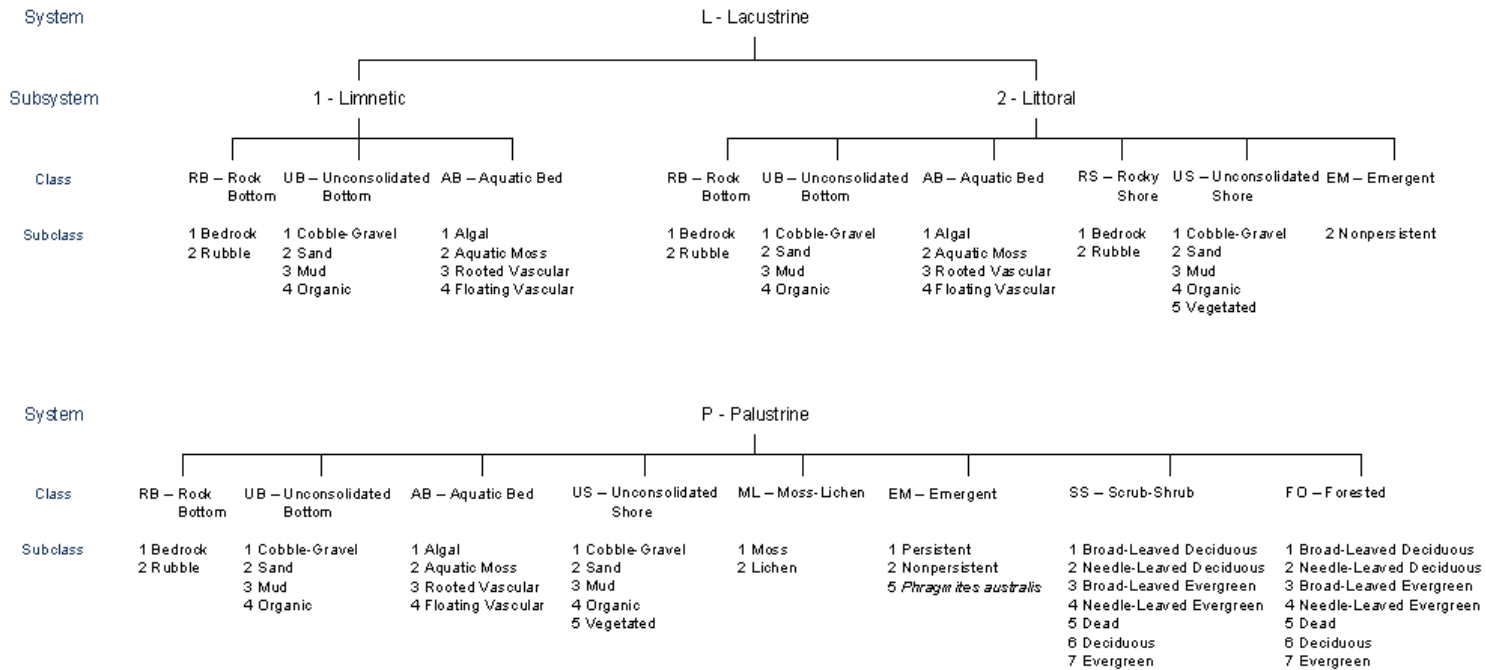 System
L - Lacustrine
Subsystem
1 - Limnetic
2 - Littoral
Class
RB – Rock
Bottom
UB – Unconsolidated
Bottom
AB – Aquatic Bed
RB – Rock
Bottom
UB – Unconsolidated
Bottom
AB – Aquatic Bed
RS – Rocky
Shore
US – Unconsolidated
Shore
EM – Emergent
Subclass
1 Bedrock
2 Rubble
1 Cobble-Gravel
2 Sand
3 Mud
4 Organic
1 Algal
2 Aquatic Moss
3 Rooted Vascular
4 Floating Vascular
1 Bedrock
2 Rubble
1 Cobble-Gravel
2 Sand
3 Mud
4 Organic
1 Algal
2 Aquatic Moss
3 Rooted Vascular
4 Floating Vascular
1 Bedrock
2 Rubble
1 Cobble-Gravel
2 Sand
3 Mud
4 Organic
5 Vegetated
2 Nonpersistent
System
P - Palustrine
Class
RB – Rock
Bottom
UB – Unconsolidated
Bottom
AB – Aquatic Bed
US – Unconsolidated
Shore
ML – Moss-Lichen
EM – Emergent
SS – Scrub-Shrub
FO – Forested
Subclass
1 Bedrock
2 Rubble
1 Cobble-Gravel
2 Sand
3 Mud
4 Organic
1 Algal
2 Aquatic Moss
3 Rooted Vascular
4 Floating Vascular
1 Cobble-Gravel
2 Sand
3 Mud
4 Organic
5 Vegetated
1 Moss
2 Lichen
1 Persistent
2 Nonpersistent
5 Phragmites australis
1 Broad-Leaved Deciduous
2 Needle-Leaved Deciduous
3 Broad-Leaved Evergreen
4 Needle-Leaved Evergreen
5 Dead
6 Deciduous
7 Evergreen
1 Broad-Leaved Deciduous
2 Needle-Leaved Deciduous
3 Broad-Leaved Evergreen
4 Needle-Leaved Evergreen
5 Dead
6 Deciduous
7 Evergreen